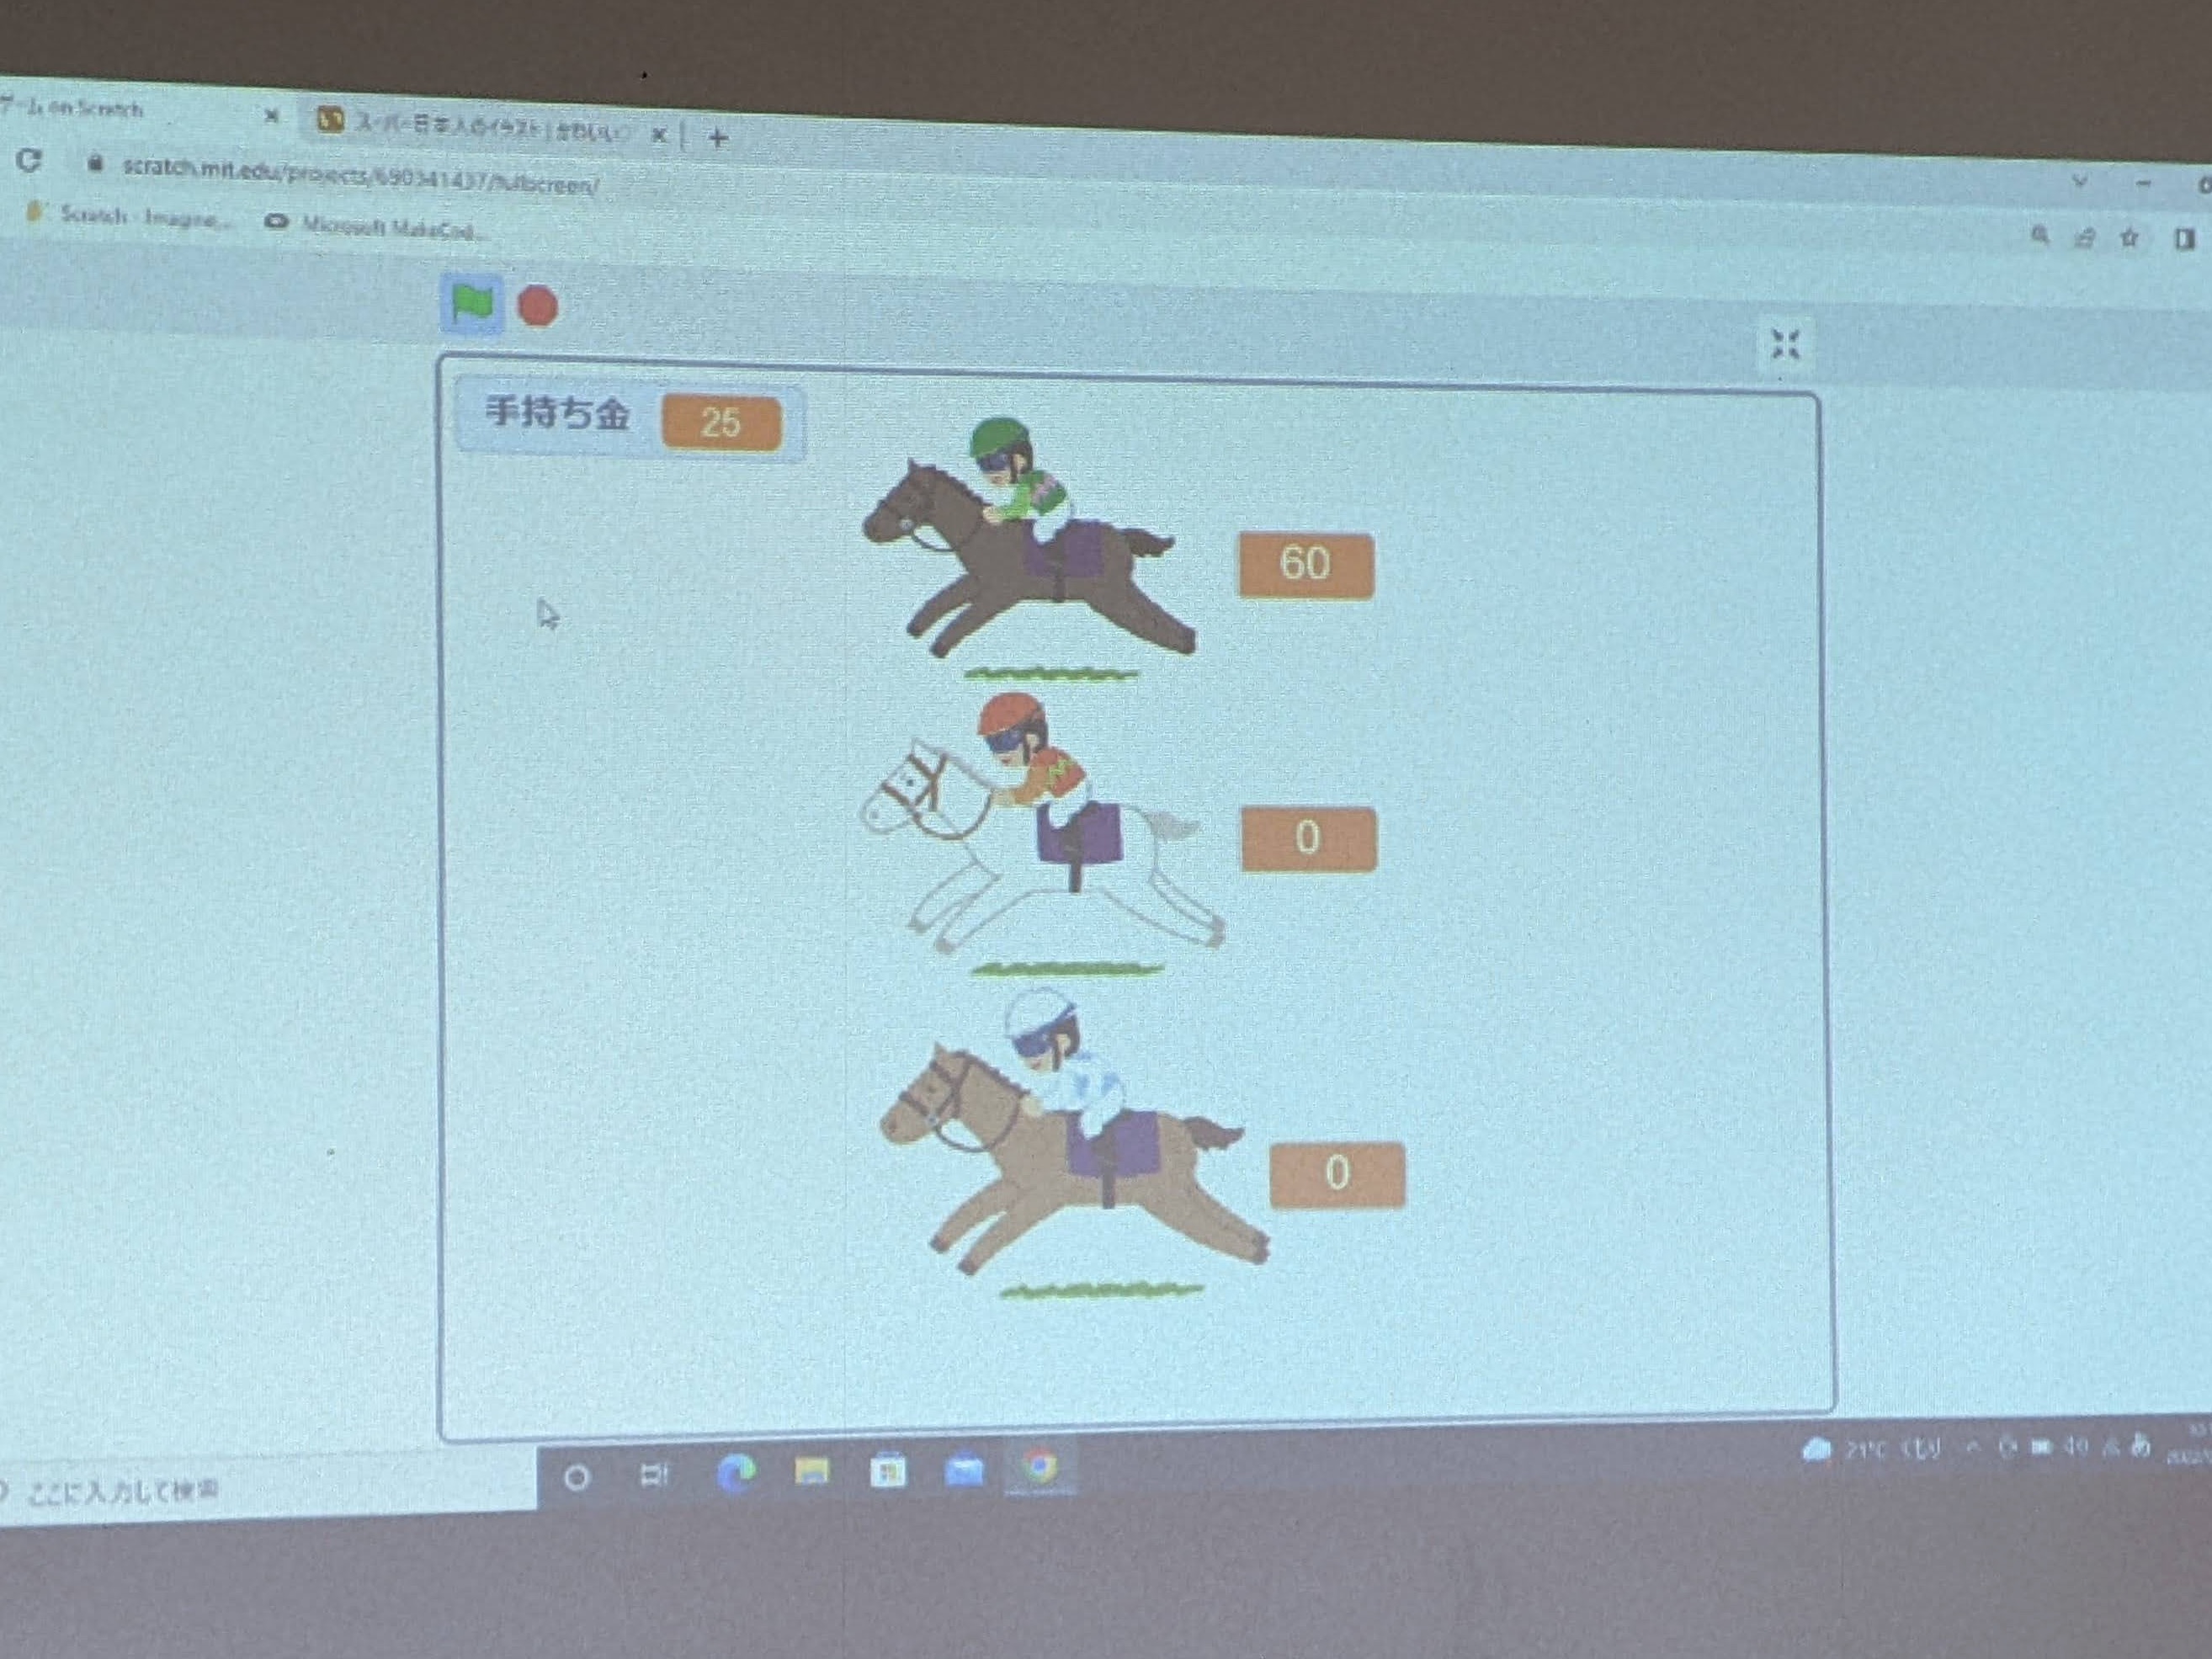 ゲーム on Scratch
スーパー日本人のイラスト | かわいい
scratch.mit.edu/projects/690341437/fullscreen/
Scratch - Imagine...
Microsoft MakeCod...
手持ち金 25
60
0
0
ここに入力して検索
21°C くもり
あ